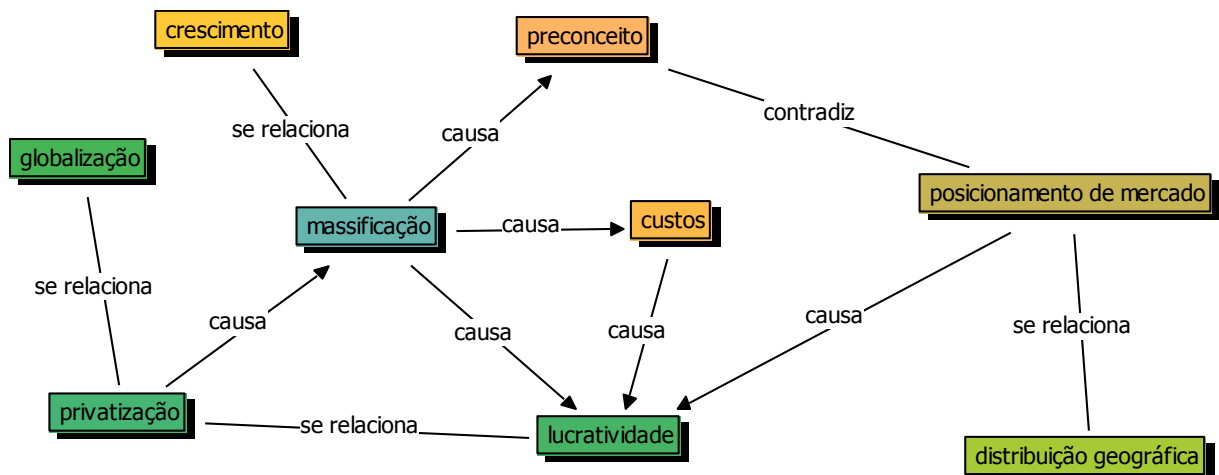 crescimento
preconceito
contradiz
se relaciona
causa
globalização
posicionamento de mercado
massificação
causa
custos
se relaciona
causa
causa
causa
causa
se relaciona
privatização
se relaciona
lucratividade
distribuição geográfica